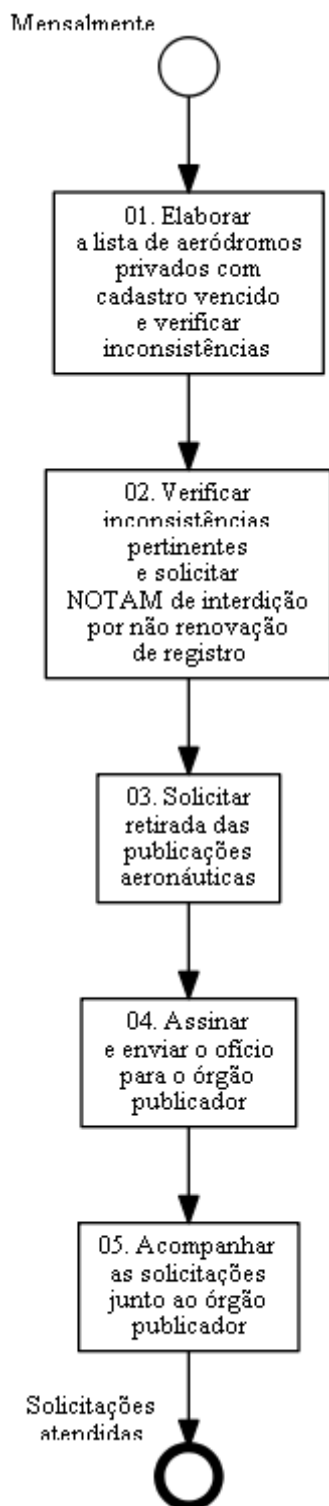 Mensalmente
01. Elaborar
a lista de aeródromos
privados com
cadastro vencido
e verificar
inconsistências
02. Verificar
inconsistências
pertinentes
e solicitar
NOTAM de interdição
por não renovação
de registro
03. Solicitar
retirada das
publicações
aeronáuticas
04. Assinar
e enviar o ofício
para o órgão
publicador
05. Acompanhar
as solicitações
junto ao órgão
publicador
Solicitações
atendidas